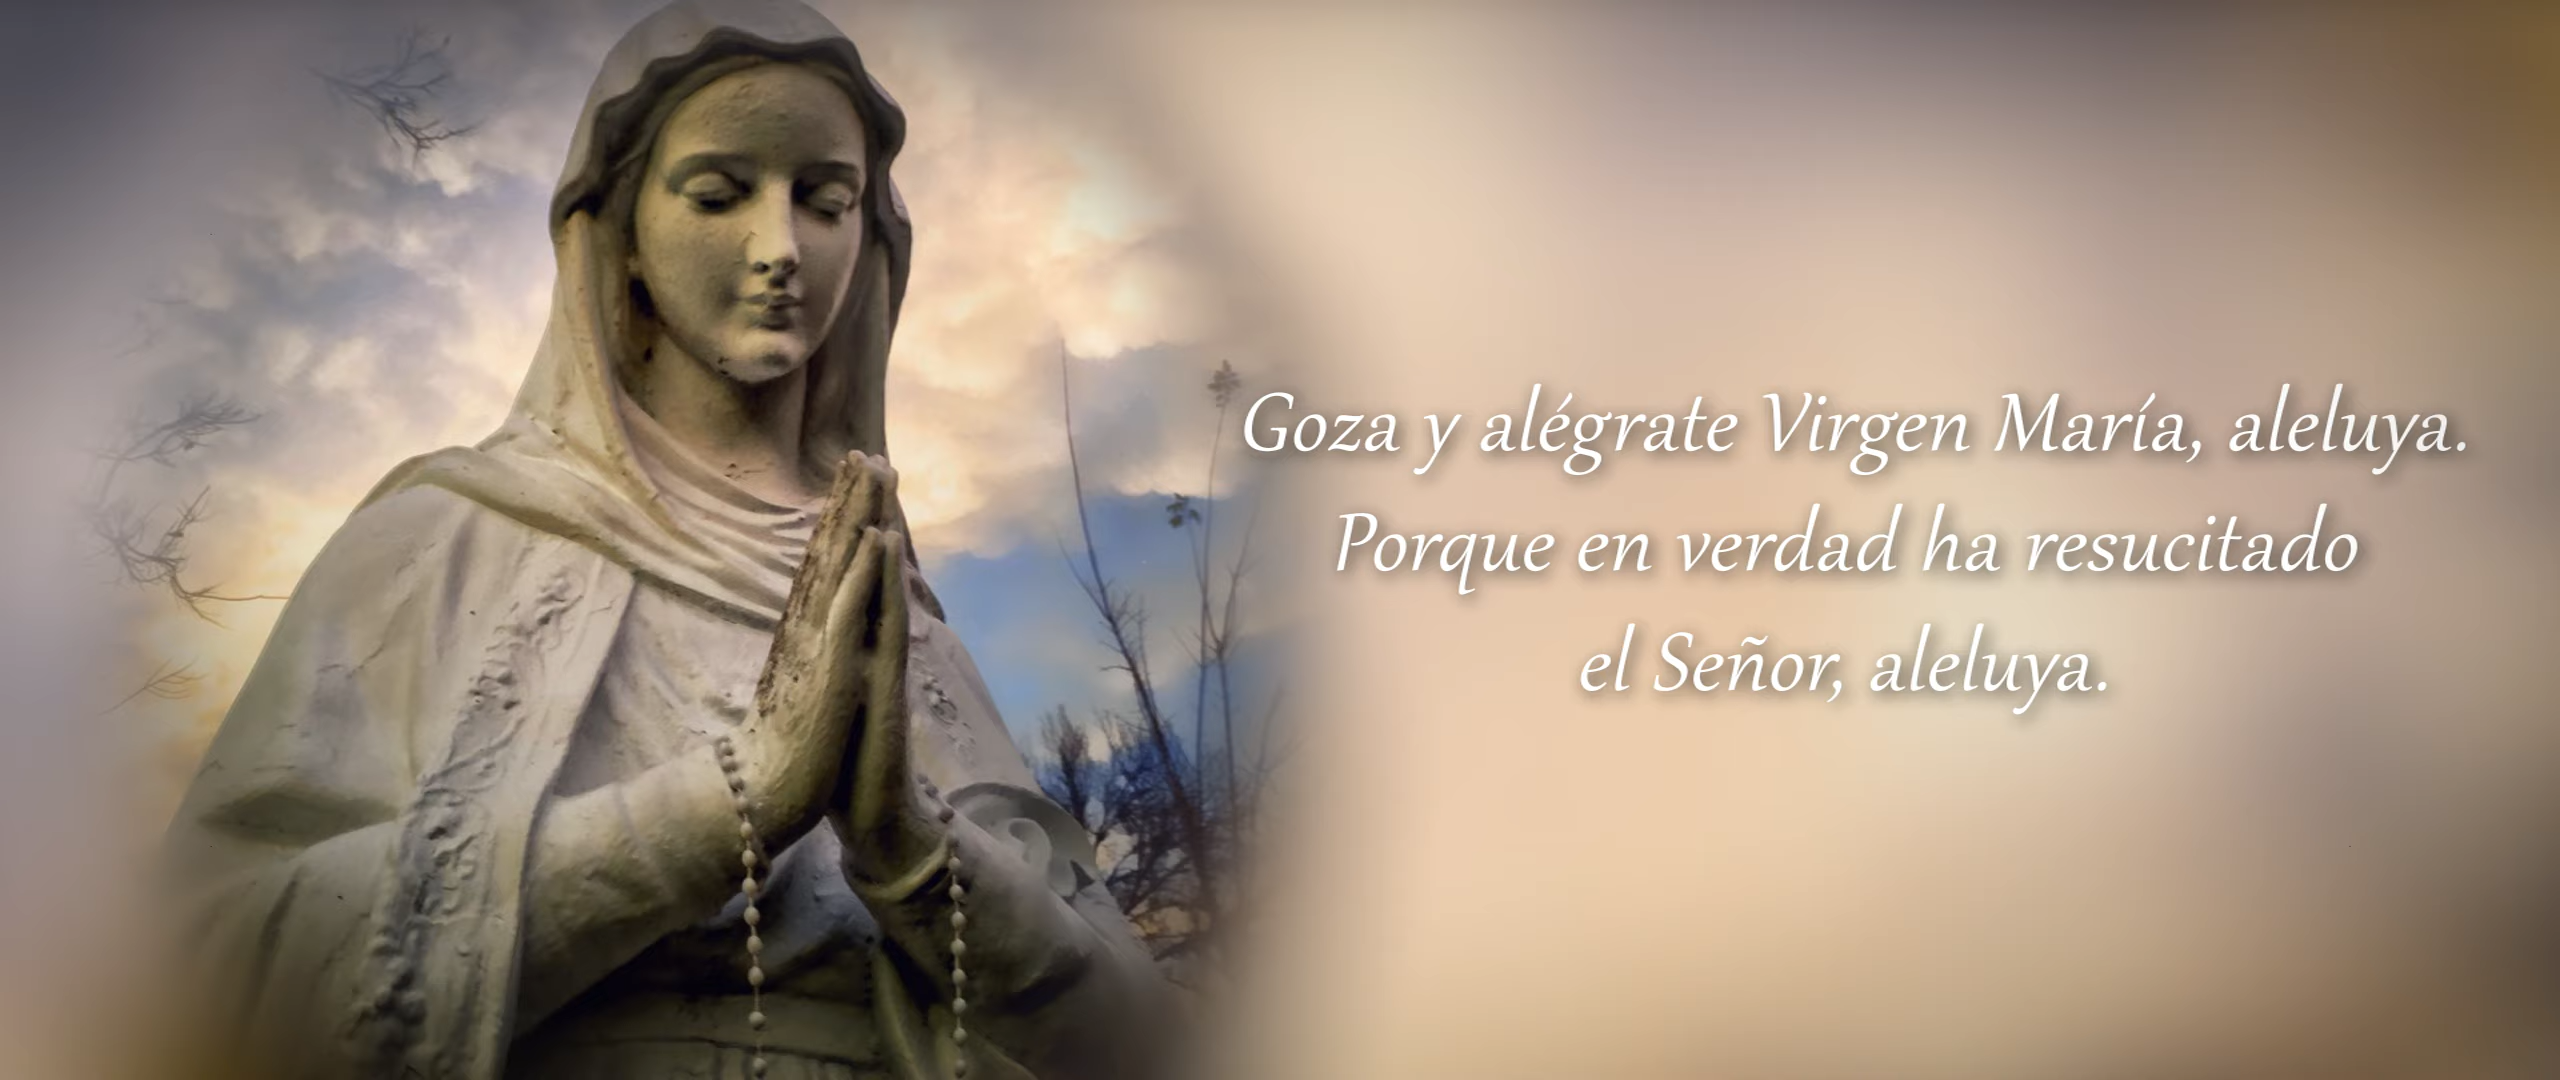 Goza y alégrate Virgen María, aleluya.
Porque en verdad ha resucitado
el Señor, aleluya.